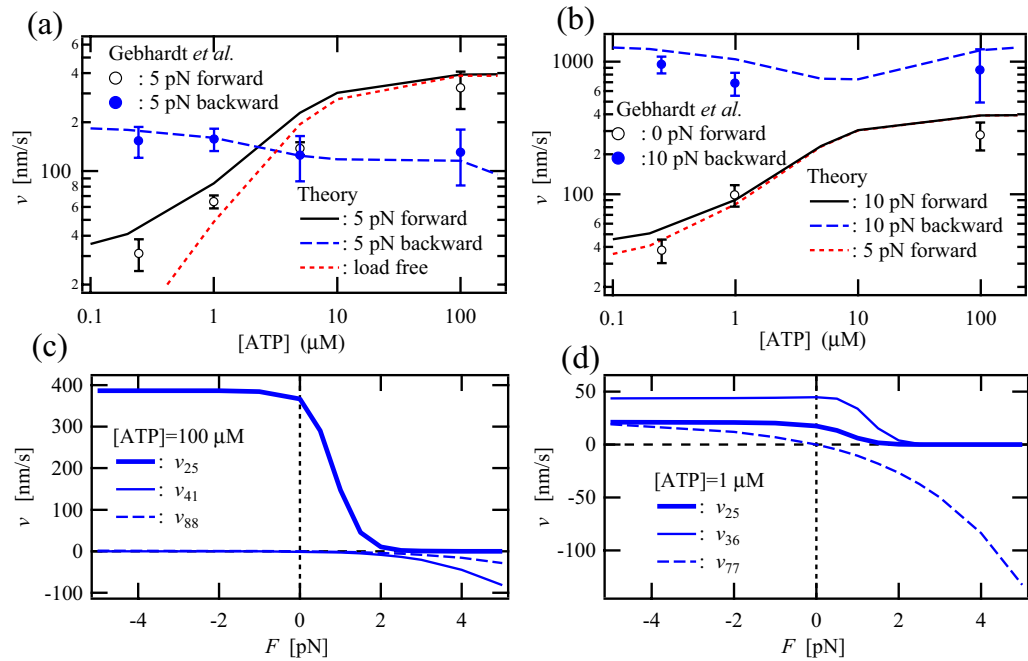 (a)
Gebhardt et al.
: 5 pN forward
: 5 pN backward
Theory
: 5 pN forward
: 5 pN backward
: load free
v [nm/s]
6
4
2
100
8
6
4
2
0.1
1
10
100
[ATP] (μM)
(b)
Gebhardt et al.
: 0 pN forward
:10 pN backward
Theory
: 10 pN forward
: 10 pN backward
: 5 pN forward
v [nm/s]
1000
8
6
4
2
100
8
6
4
2
0.1
1
10
100
[ATP] (μM)
(c)
[ATP]=100 μM
: v25
: v41
: v88
v [nm/s]
400
300
200
100
0
-100
-4
-2
0
2
4
F [pN]
(d)
[ATP]=1 μM
: v25
: v36
: v77
v [nm/s]
50
0
-50
-100
-4
-2
0
2
4
F [pN]